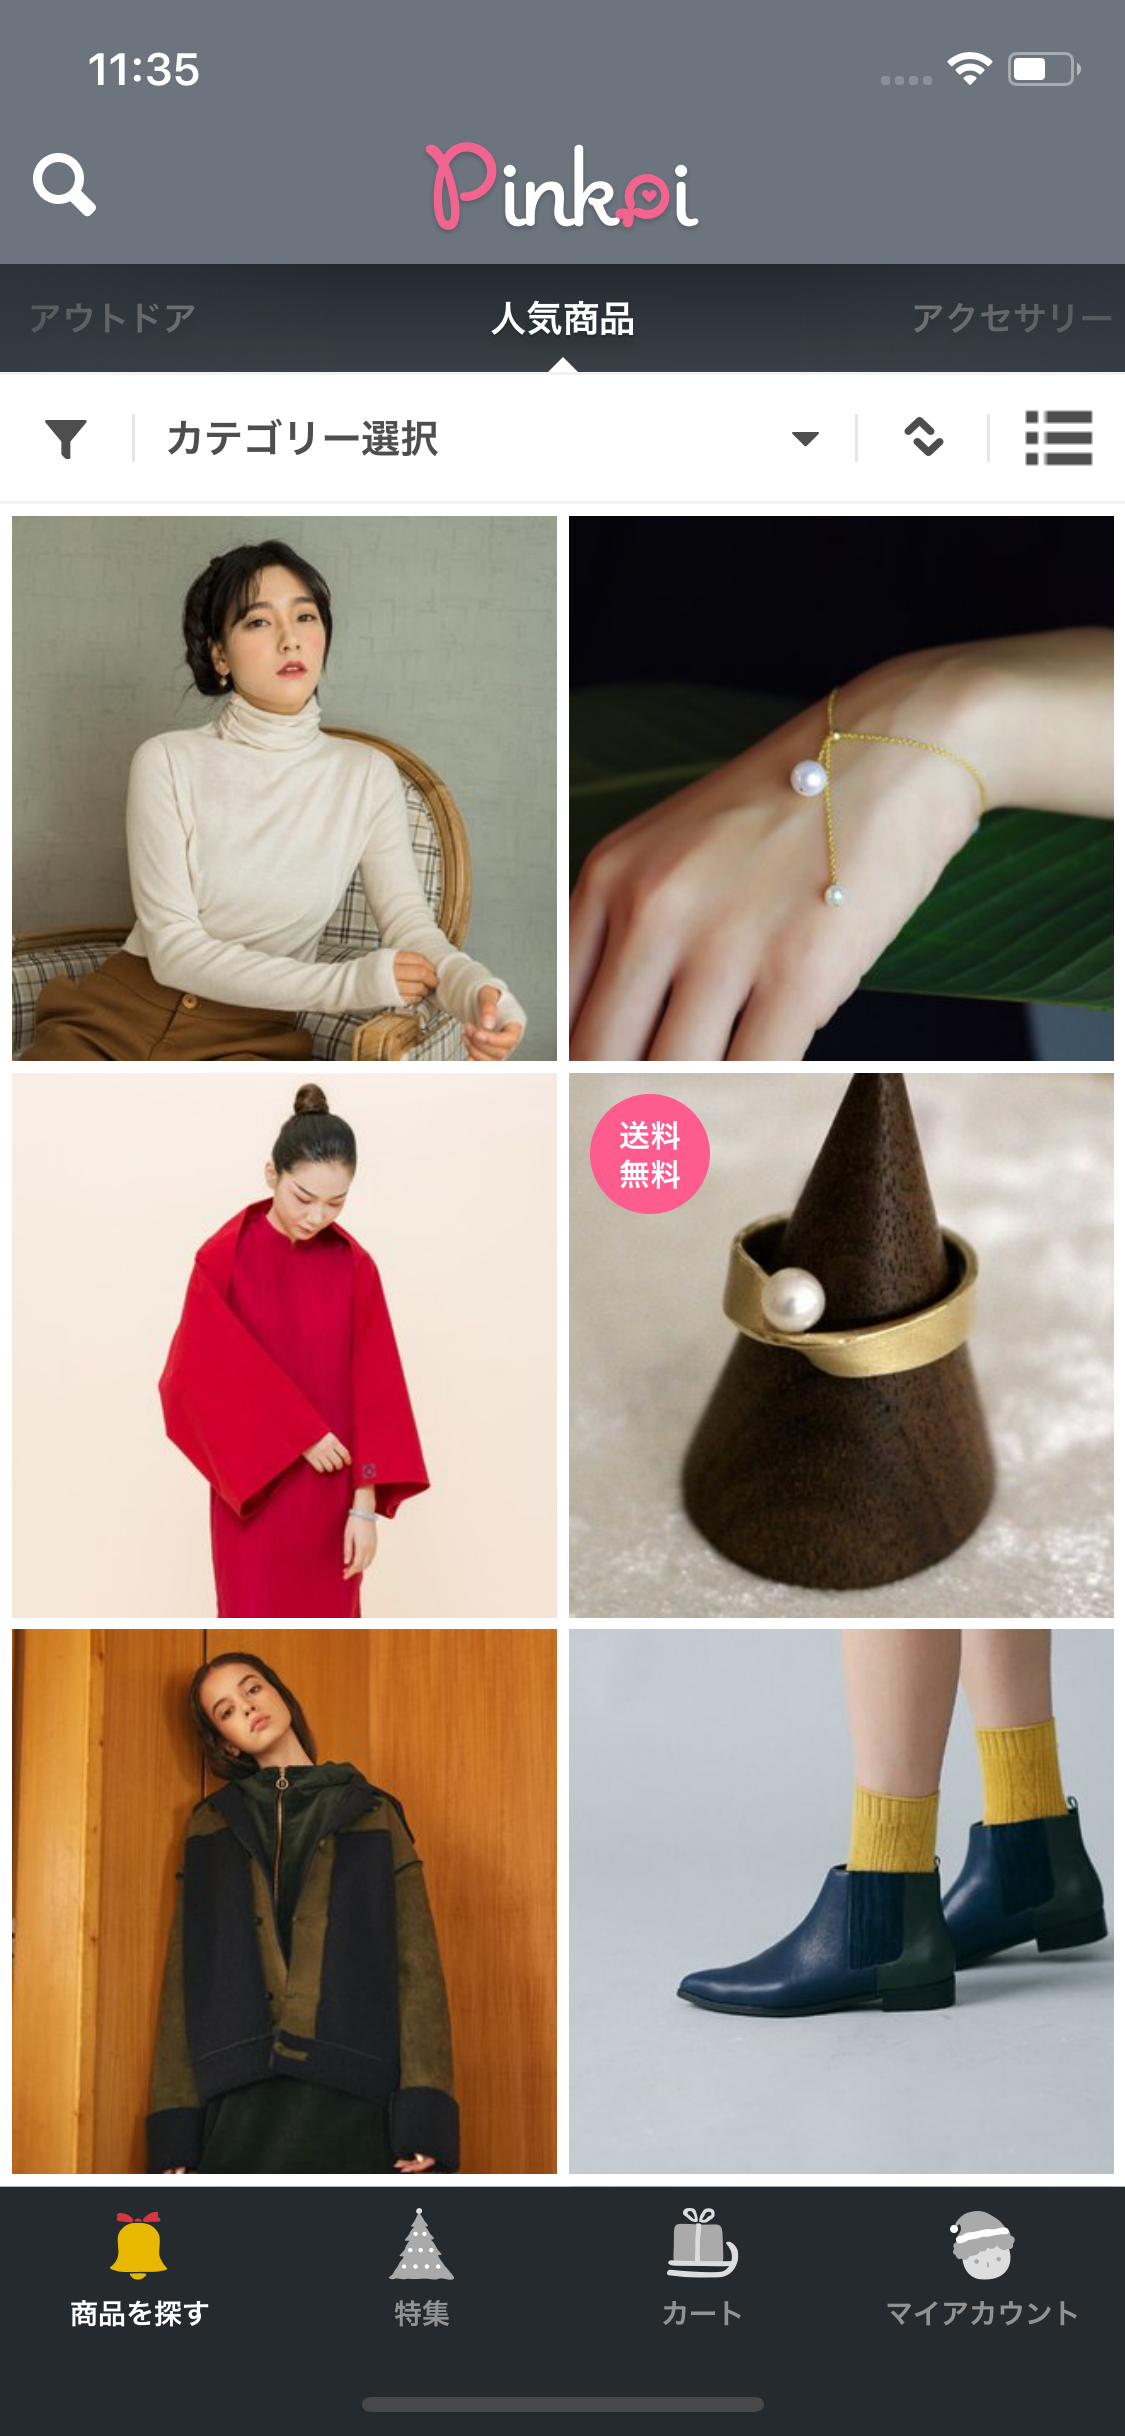 11:35
Pinkoi
アウトドア
人気商品
アクセサリー
カテゴリー選択
送料
無料
商品を探す
特集
カート
マイアカウント